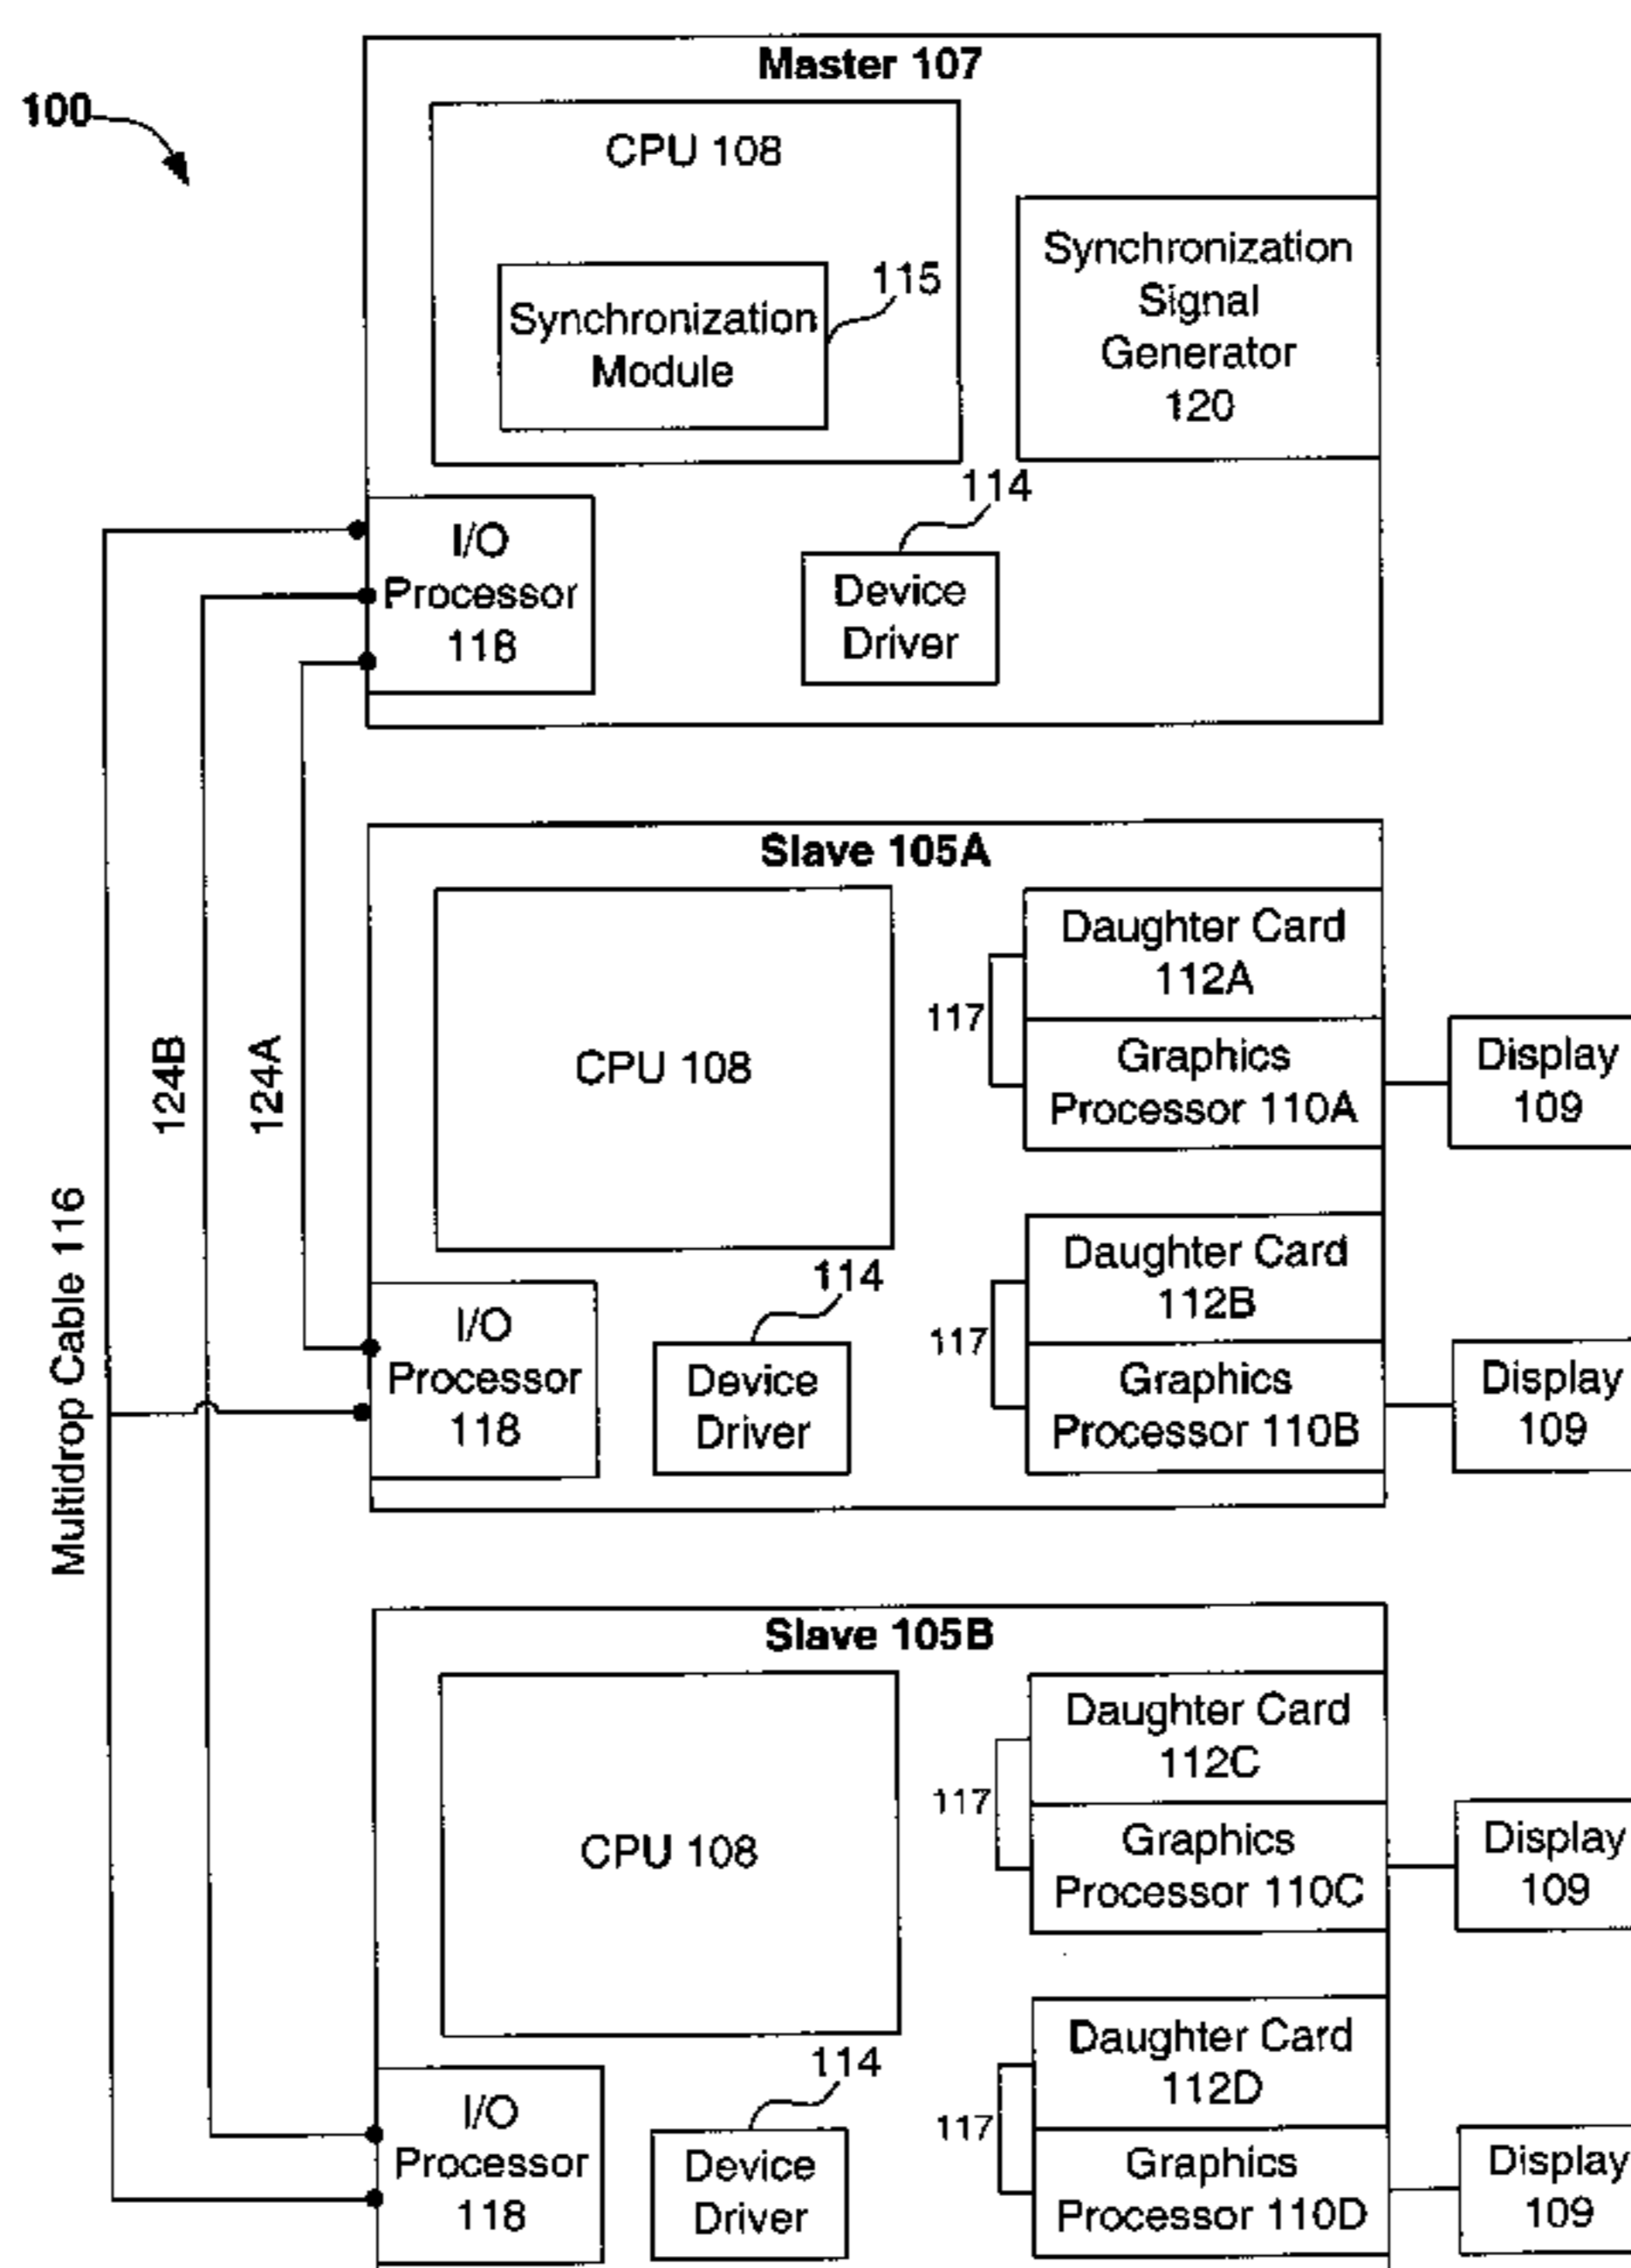 100
Master 107
CPU 108
Synchronization
Module
115
Synchronization
Signal
Generator
120
I/O
Processor
118
114
Device
Driver
Multidrop Cable 116
124B
124A
Slave 105A
CPU 108
Daughter Card
112A
117
Graphics
Processor 110A
Display
109
Daughter Card
112B
117
Graphics
Processor 110B
Display
109
I/O
Processor
118
114
Device
Driver
Slave 105B
CPU 108
Daughter Card
112C
117
Graphics
Processor 110C
Display
109
Daughter Card
112D
117
Graphics
Processor 110D
Display
109
I/O
Processor
118
114
Device
Driver